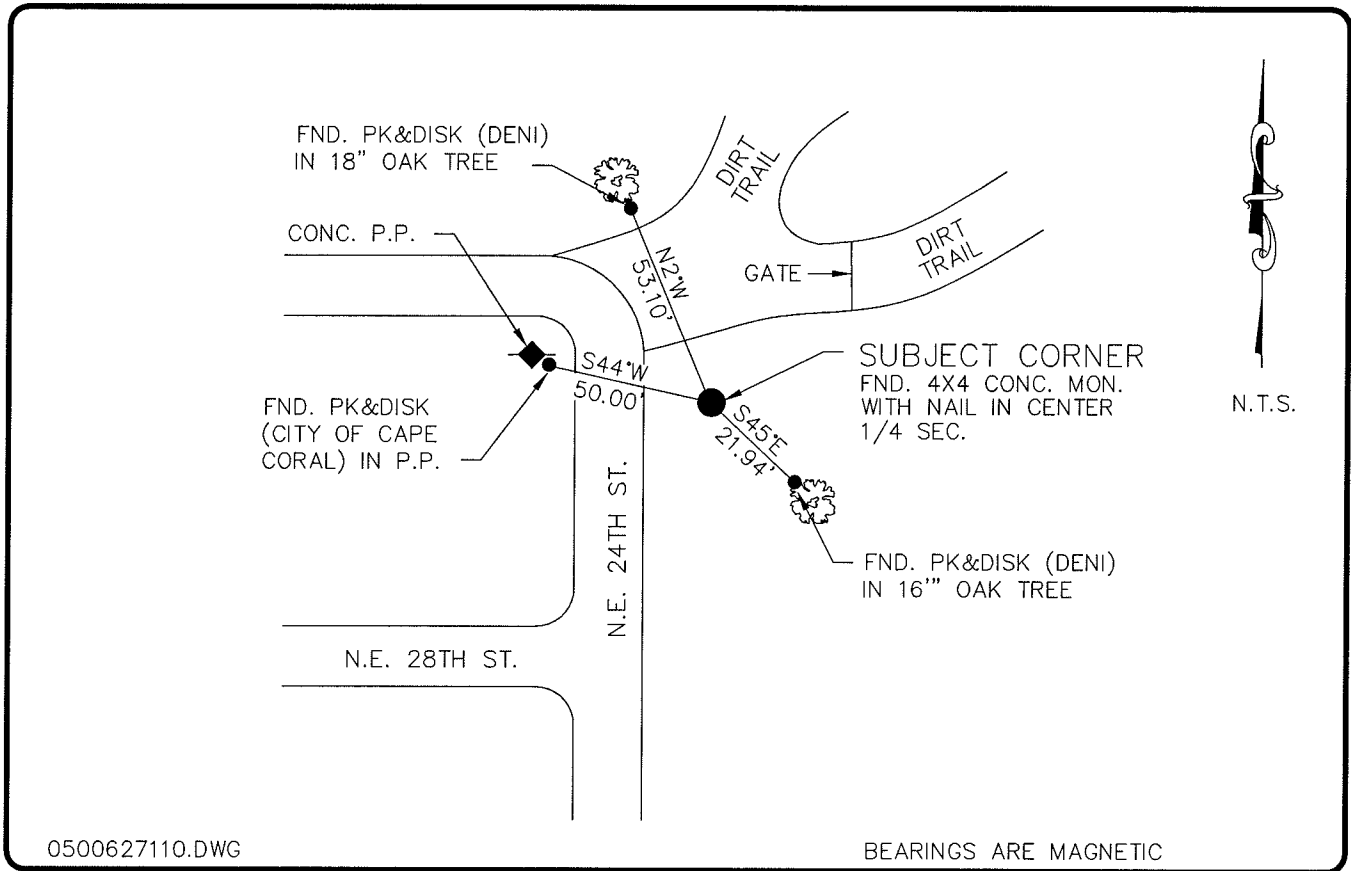 FND. PK&DISK (DENI)
IN 18" OAK TREE
CONC. P.P.
DIRT
TRAIL
GATE
DIRT
TRAIL
N2°W
53.10'
S44°W
50.00'
SUBJECT CORNER
FND. 4X4 CONC. MON.
WITH NAIL IN CENTER
1/4 SEC.
N.T.S.
FND. PK&DISK
(CITY OF CAPE
CORAL) IN P.P.
S45°E
21.94'
N.E. 24TH ST.
FND. PK&DISK (DENI)
IN 16'" OAK TREE
N.E. 28TH ST.
0500627110.DWG
BEARINGS ARE MAGNETIC